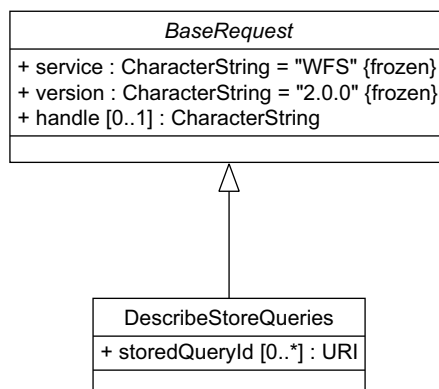 BaseRequest
+ service : CharacterString = "WFS" {frozen}
+ version : CharacterString = "2.0.0" {frozen}
+ handle [0..1] : CharacterString
DescribeStoreQueries
+ storedQueryId [0..*] : URI